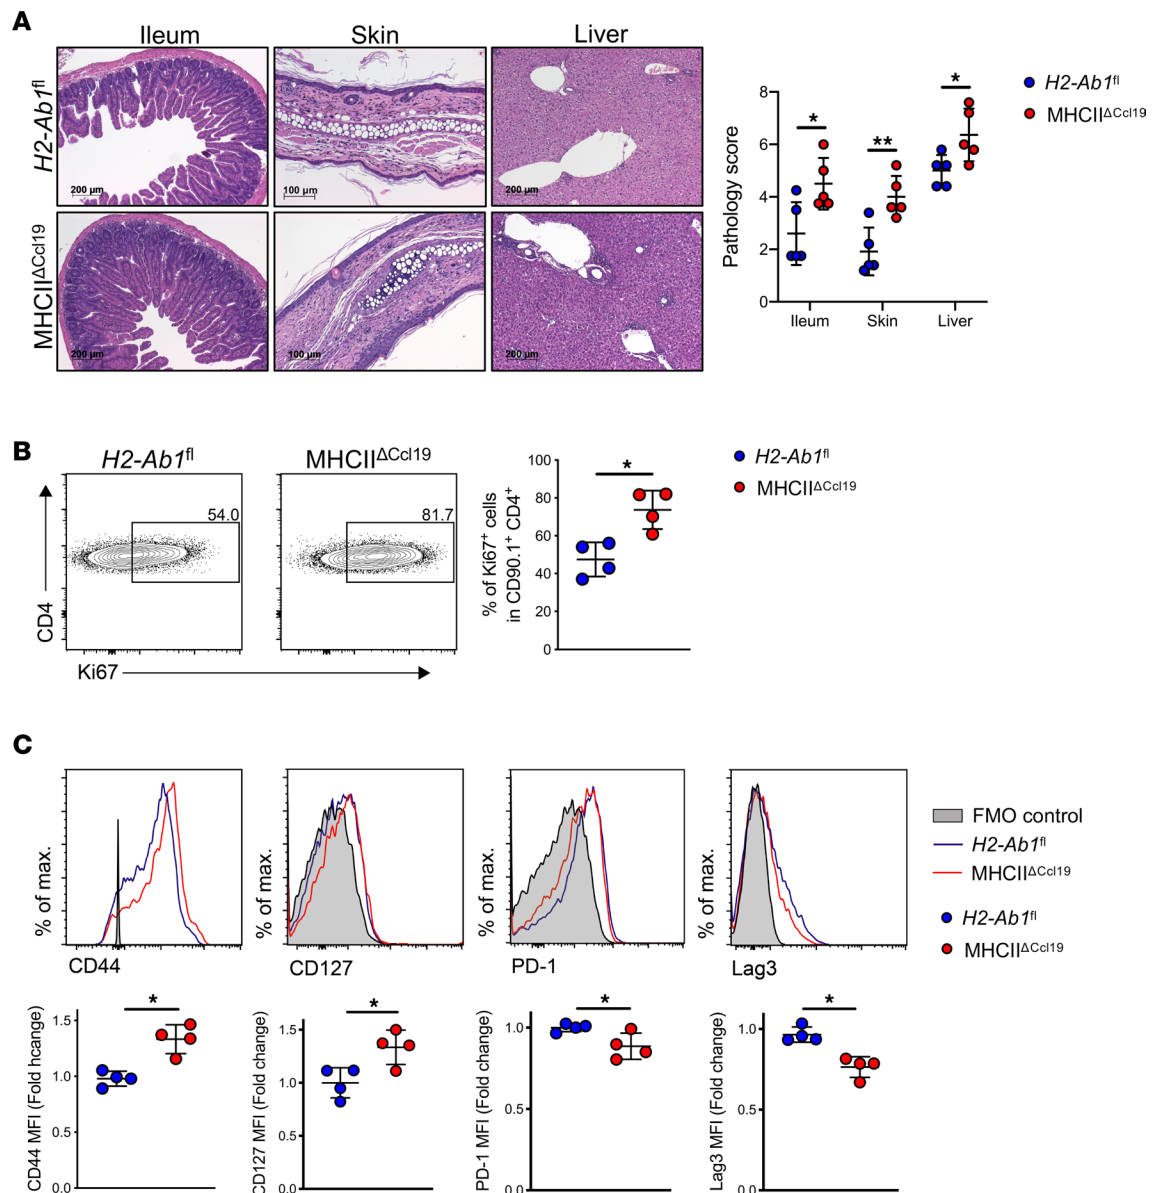 A
Ileum
Skin
Liver
H2-Ab1fl
MHCIIΔCcl19
200 µm
100 µm
200 µm
200 µm
100 µm
200 µm
Pathology score
8
6
4
2
0
*
**
*
Ileum
Skin
Liver
H2-Ab1fl
MHCIIΔCcl19
B
H2-Ab1fl
MHCIIΔCcl19
54.0
81.7
CD4
Ki67
% of Ki67+ cells
in CD90.1+ CD4+
100
80
60
40
20
0
*
H2-Ab1fl
MHCIIΔCcl19
C
% of max.
CD44
% of max.
CD127
% of max.
PD-1
% of max.
Lag3
FMO control
H2-Ab1fl
MHCIIΔCcl19
H2-Ab1fl
MHCIIΔCcl19
CD44 MFI (Fold hcange)
1.5
1.0
0.5
0.0
*
CD127 MFI (Fold change)
1.5
1.0
0.5
0.0
*
PD-1 MFI (Fold change)
1.0
0.5
0.0
*
Lag3 MFI (Fold change)
1.0
0.5
0.0
*